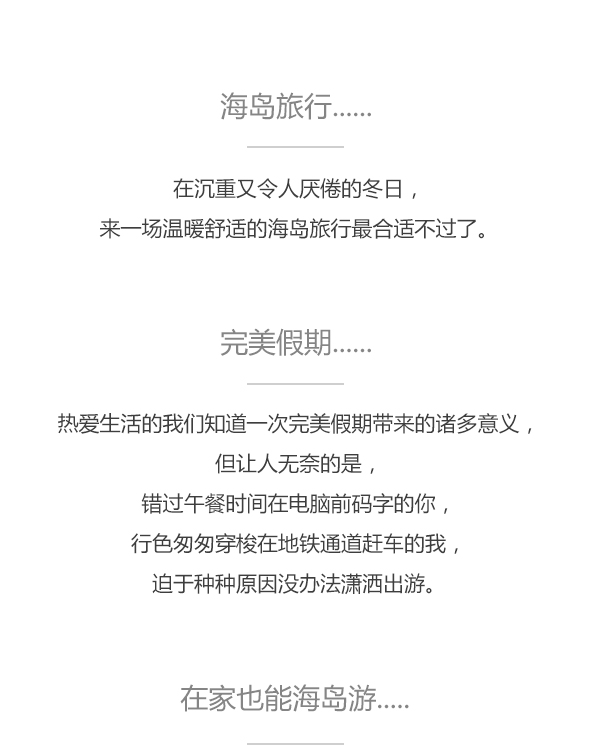 海岛旅行......
在沉重又令人厌倦的冬日，
来一场温暖舒适的海岛旅行最合适不过了。
完美假期......
热爱生活的我们知道一次完美假期带来的诸多意义，
但让人无奈的是，
错过午餐时间在电脑前码字的你，
行色匆匆穿梭在地铁通道赶车的我，
迫于种种原因没办法潇洒出游。
在家也能海岛游.....